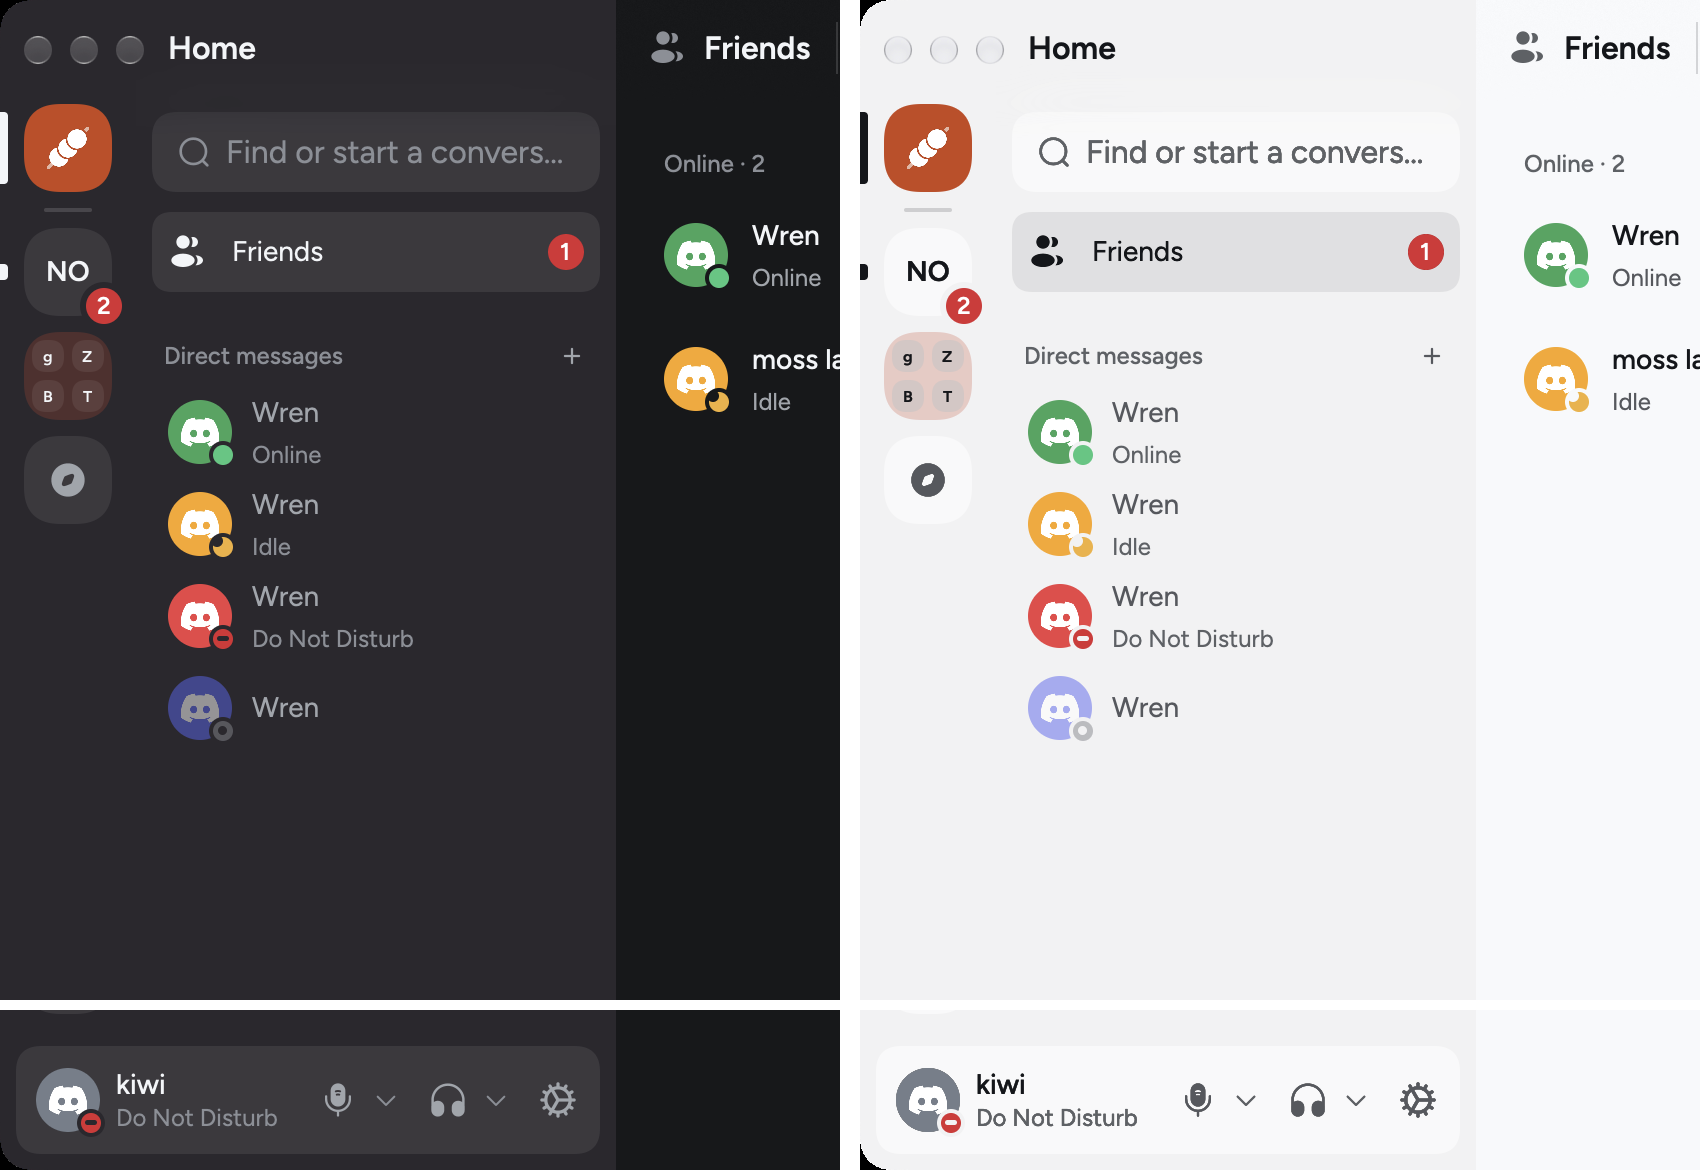 Home
Friends
Find or start a convers...
Online · 2
Friends
1
Wren
Online
NO
2
g
Z
B
T
Direct messages
+
moss la
Idle
Wren
Online
Wren
Idle
Wren
Do Not Disturb
Wren
kiwi
Do Not Disturb
Home
Friends
Find or start a convers...
Online · 2
Friends
1
Wren
Online
NO
2
g
Z
B
T
Direct messages
+
moss la
Idle
Wren
Online
Wren
Idle
Wren
Do Not Disturb
Wren
kiwi
Do Not Disturb